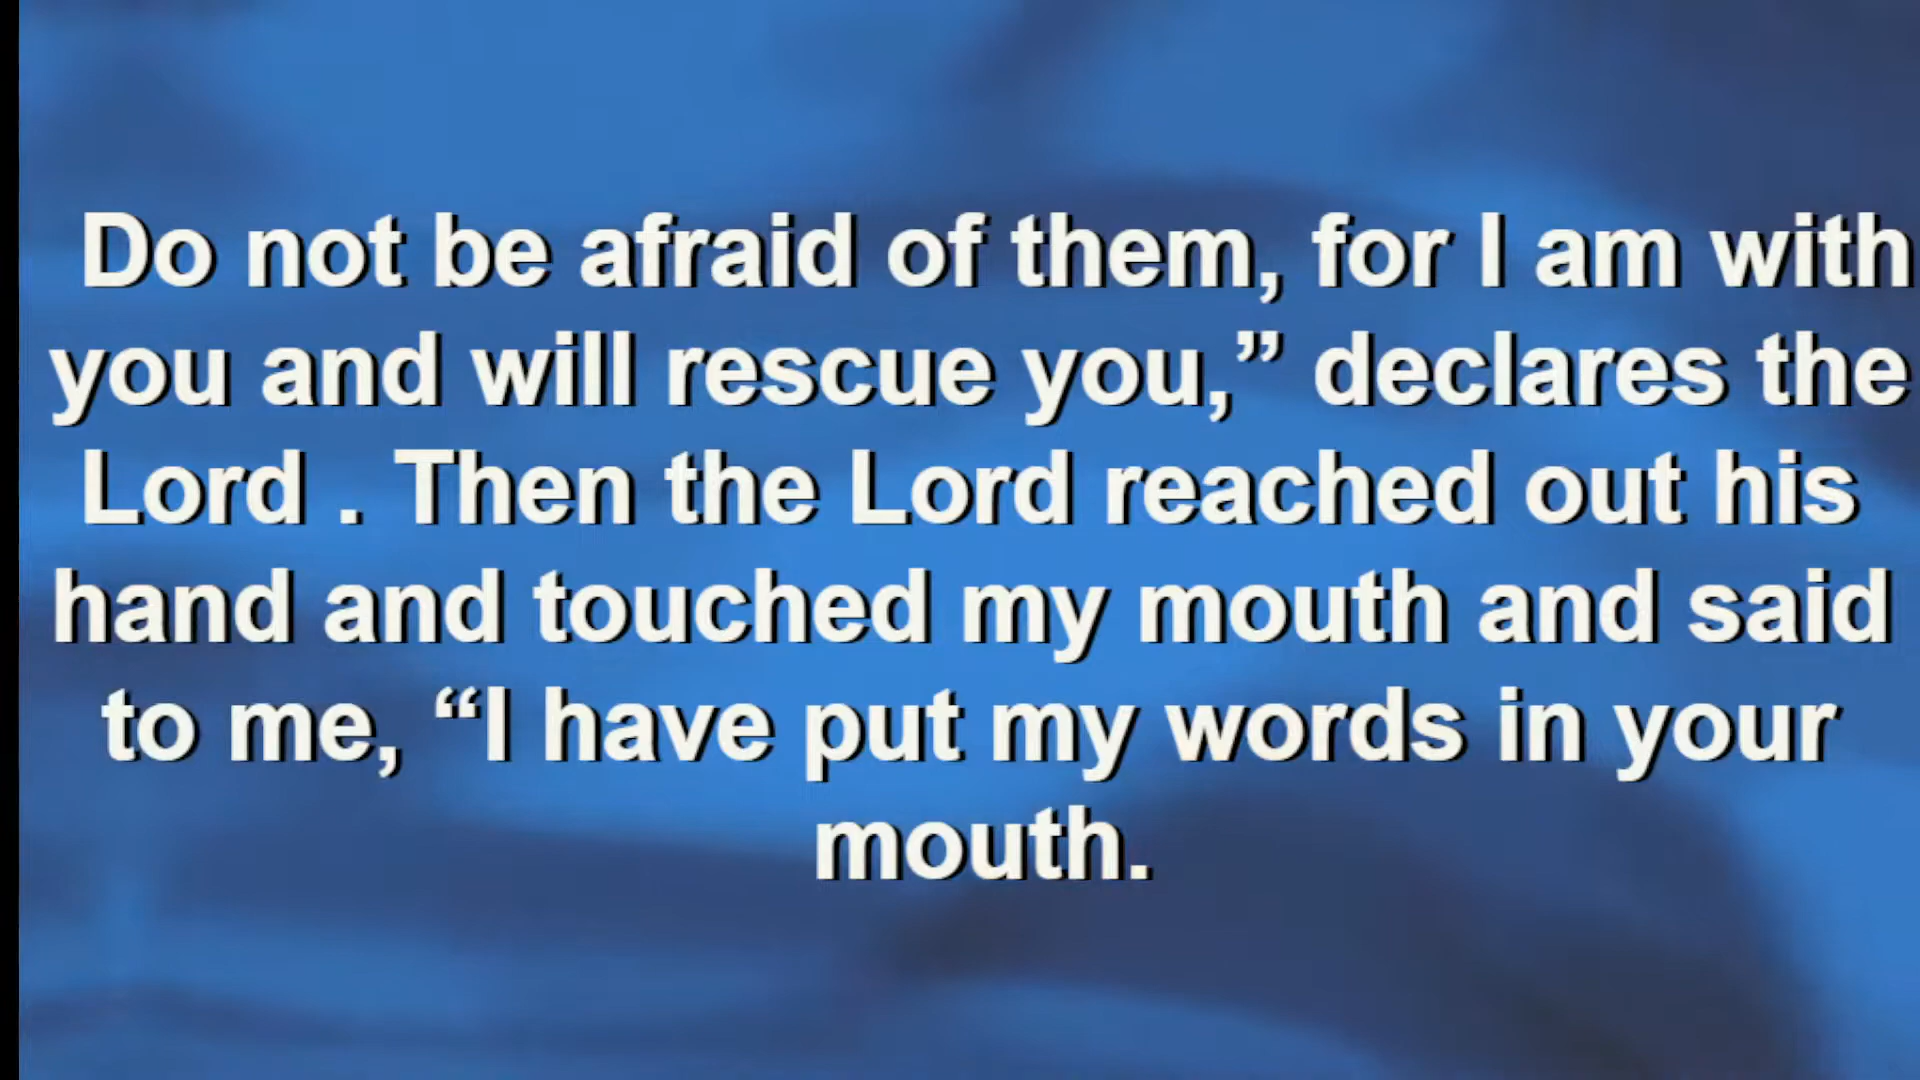 Do not be afraid of them, for I am with
you and will rescue you,” declares the
Lord . Then the Lord reached out his
hand and touched my mouth and said
to me, “I have put my words in your
mouth.